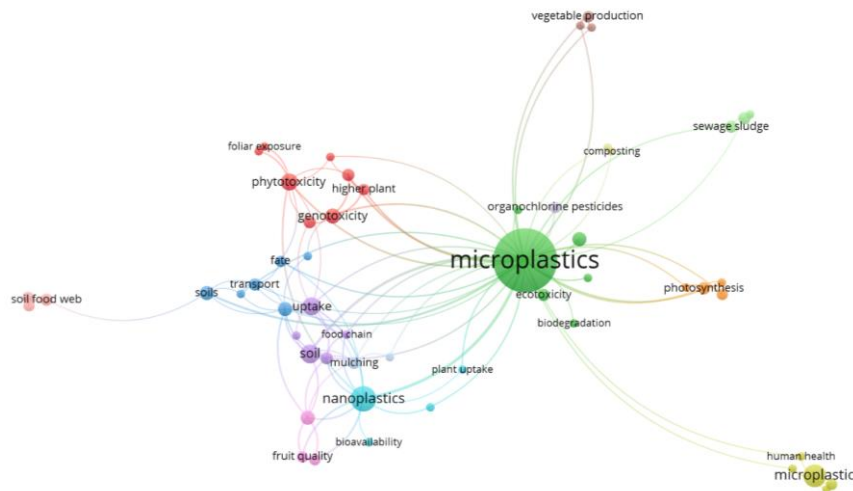 vegetable production
sewage sludge
foliar exposure
composting
phytotoxicity
higher plant
organochlorine pesticides
genotoxicity
microplastics
fate
transport
soils
soil food web
uptake
ecotoxicity
photosynthesis
food chain
biodegradation
soil
mulching
plant uptake
nanoplastics
bioavailability
fruit quality
human health
microplastic